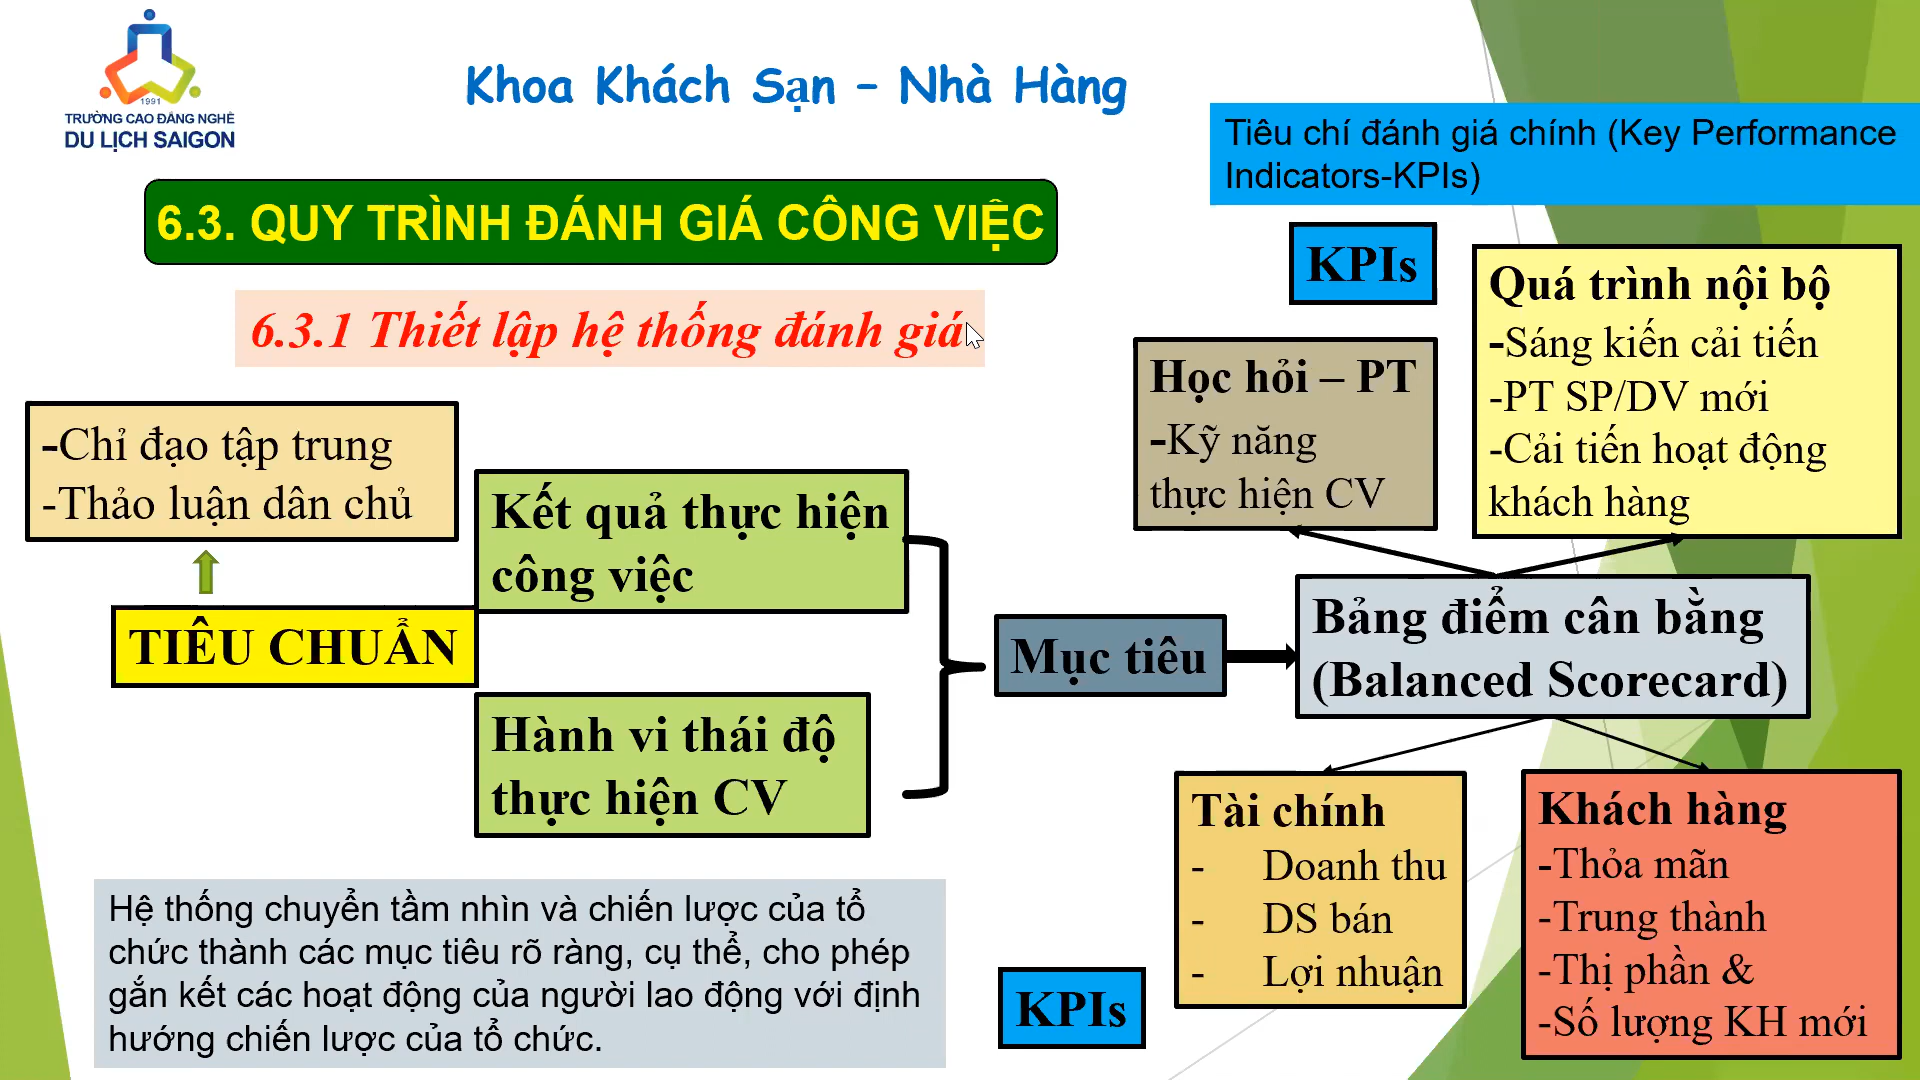 1991
TRƯỜNG CAO ĐẲNG NGHỀ
DU LỊCH SAIGON
Khoa Khách Sạn – Nhà Hàng
Tiêu chí đánh giá chính (Key Performance
Indicators-KPIs)
6.3. QUY TRÌNH ĐÁNH GIÁ CÔNG VIỆC
6.3.1 Thiết lập hệ thống đánh giá
KPIs
Quá trình nội bộ
-Sáng kiến cải tiến
-PT SP/DV mới
-Cải tiến hoạt động
khách hàng
Học hỏi – PT
-Kỹ năng
thực hiện CV
-Chỉ đạo tập trung
-Thảo luận dân chủ
Kết quả thực hiện
công việc
TIÊU CHUẨN
Hành vi thái độ
thực hiện CV
Mục tiêu
Bảng điểm cân bằng
(Balanced Scorecard)
Tài chính
- Doanh thu
- DS bán
- Lợi nhuận
Khách hàng
-Thỏa mãn
-Trung thành
-Thị phần &
-Số lượng KH mới
Hệ thống chuyển tầm nhìn và chiến lược của tổ
chức thành các mục tiêu rõ ràng, cụ thể, cho phép
gắn kết các hoạt động của người lao động với định
hướng chiến lược của tổ chức.
KPIs